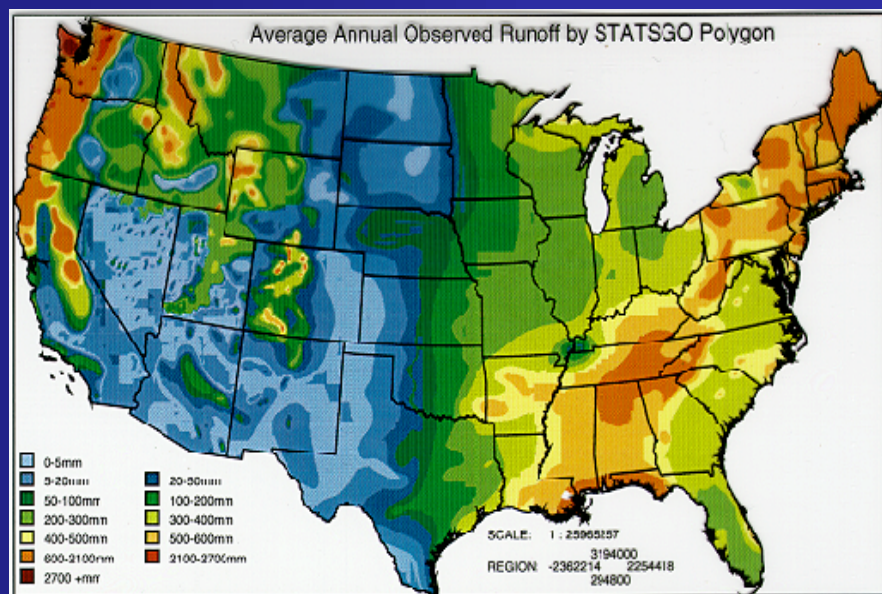 Average Annual Observed Runoff by STATSGO Polygon
0-5mm
5-20mm 20-50mm
50-100mm 100-200mm
200-300mm 300-400mm
400-500mm 500-600mm
600-2100mm 2100-2700mm
2700 +mm
SCALE: 1 : 25965257
3194000
REGION: -2362214 2254418
294800